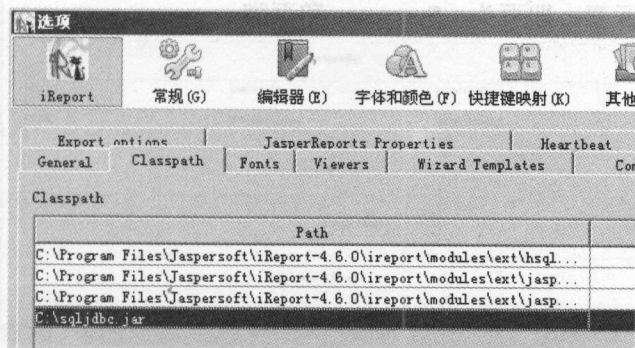 选项
iReport 常规(G) 编辑器(E) 字体和颜色(F) 快捷键映射(K) 其他
Export options JasperReports Properties Heartbeat
General Classpath Fonts Viewers Wizard Templates Com
Classpath
Path
C:\Program Files\Jaspersoft\iReport-4.6.0\ireport\modules\ext\hsql...
C:\Program Files\Jaspersoft\iReport-4.6.0\ireport\modules\ext\jasp...
C:\Program Files\Jaspersoft\iReport-4.6.0\ireport\modules\ext\jasp...
C:\sqljdbc.jar